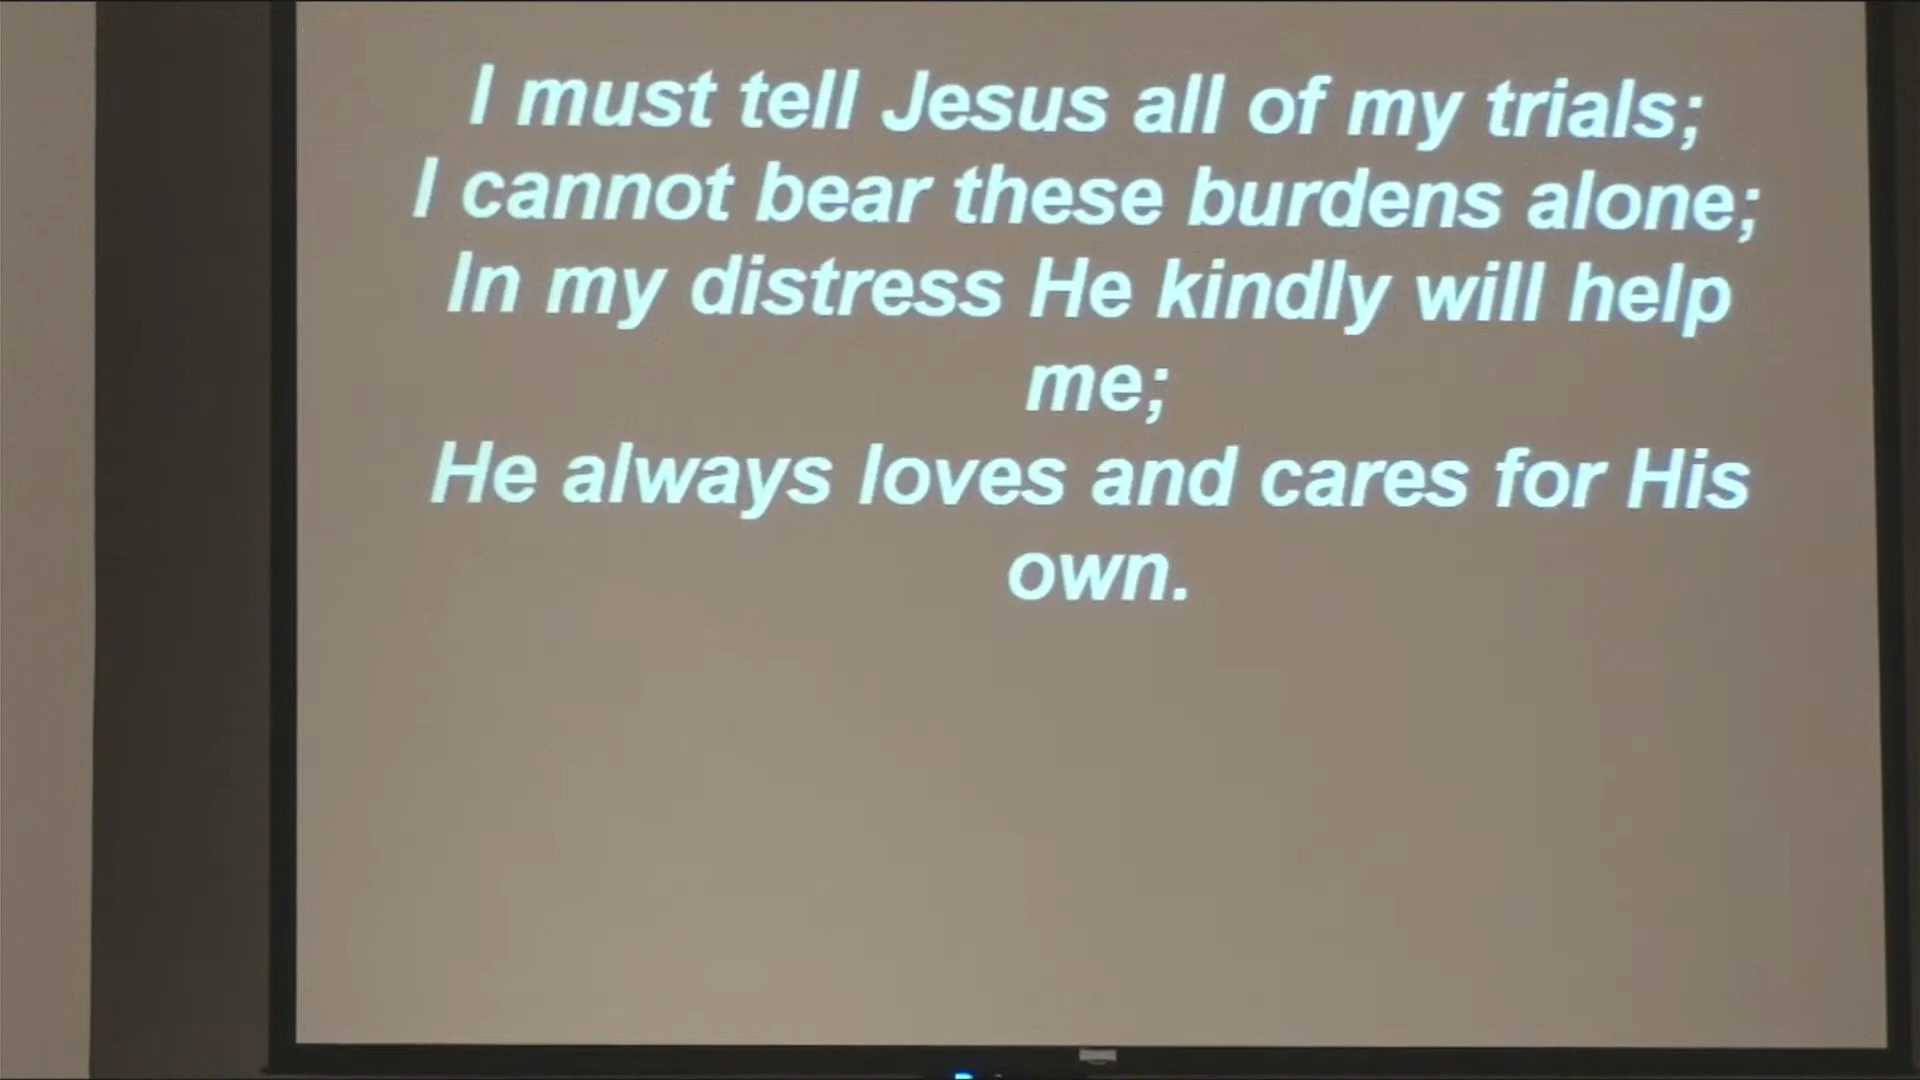 I must tell Jesus all of my trials;
I cannot bear these burdens alone;
In my distress He kindly will help
me;
He always loves and cares for His
own.